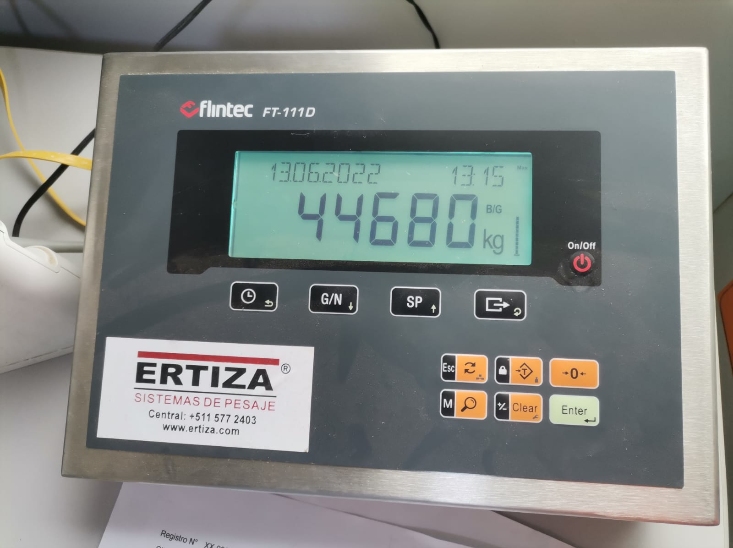 flintec FT-111D
13.06.2022 13:15
44680 B/G kg
On/Off
G/N SP
ERTIZA ®
SISTEMAS DE PESAJE
Central: +511 577 2403
www.ertiza.com
Esc T →0←
M +/- Clear Enter
Registro N°